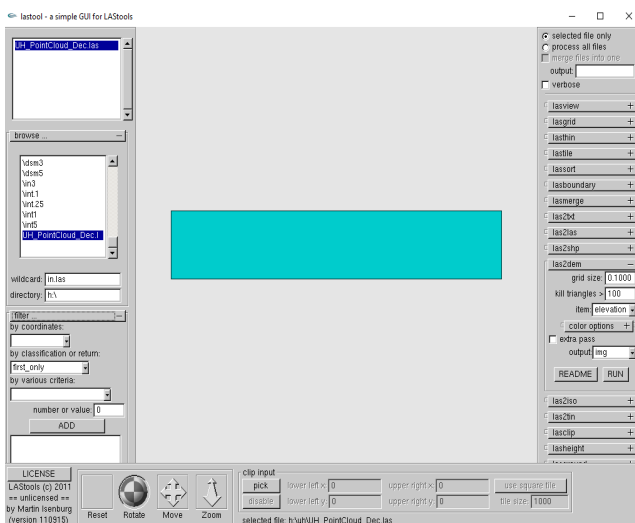 lastool - a simple GUI for LAStools
UH_PointCloud_Dec.las
browse ...
\dsm3
\dsm5
\in3
\int.1
\int.25
\int1
\int5
UH_PointCloud_Dec.l
wildcard: in.las
directory: h:\
filter ...
by coordinates:
by classification or return:
first_only
by various criteria:
number or value: 0
ADD
LICENSE
LAStools (c) 2011
== unlicensed ==
by Martin Isenburg
(version 110915)
Reset
Rotate
Move
Zoom
clip input
pick
lower left x: 0
upper right x: 0
use square tile
disable
lower left y: 0
upper right y: 0
tile size: 1000
selected file: h:\uh\UH_PointCloud_Dec.las
selected file only
process all files
merge files into one
output:
verbose
lasview
lasgrid
lasthin
lastile
lassort
lasboundary
lasmerge
las2txt
las2las
las2shp
las2dem
grid size: 0.1000
kill triangles > 100
item: elevation
color options
extra pass
output: img
README
RUN
las2iso
las2tin
lasclip
lasheight